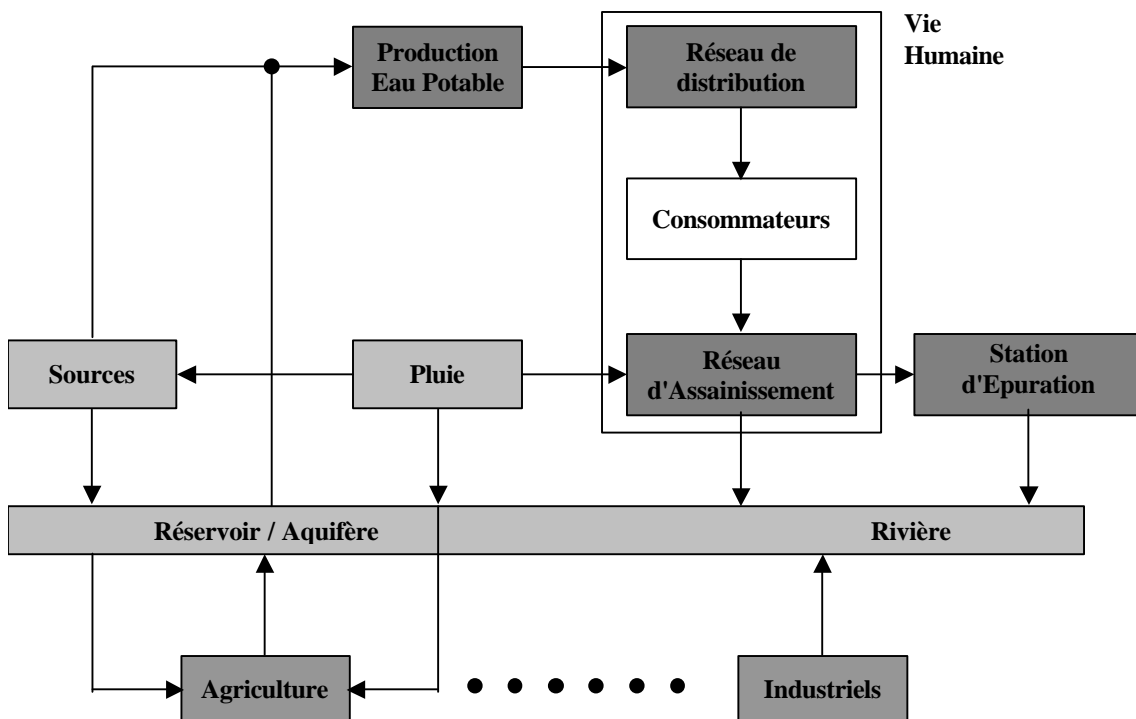 Vie
Humaine
Production
Eau Potable
Réseau de
distribution
Consommateurs
Sources
Pluie
Réseau
d'Assainissement
Station
d'Epuration
Réservoir / Aquifère
Rivière
Agriculture
Industriels